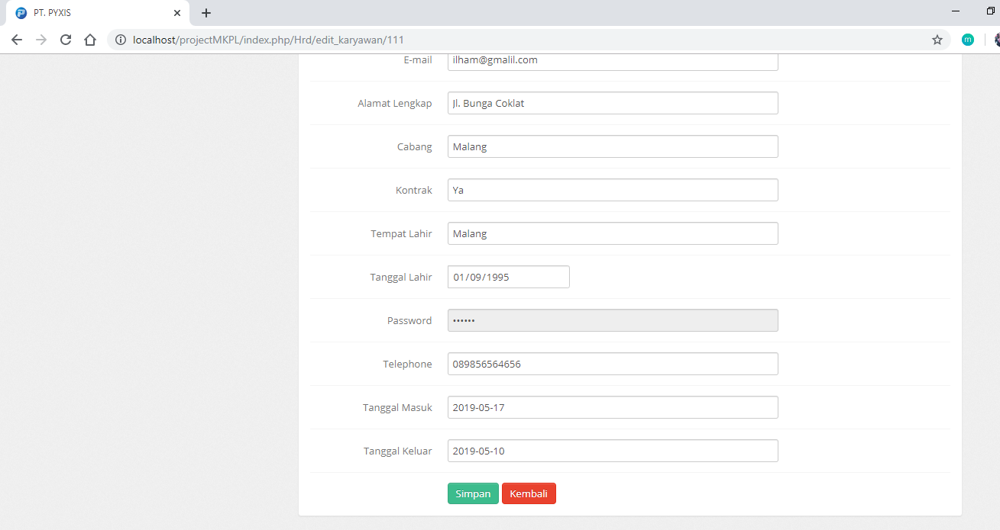 PT. PYXIS
localhost/projectMKPL/index.php/Hrd/edit_karyawan/111
m
E-mail ilham@gmalil.com
Alamat Lengkap Jl. Bunga Coklat
Cabang Malang
Kontrak Ya
Tempat Lahir Malang
Tanggal Lahir 01/09/1995
Password ••••••
Telephone 089856564656
Tanggal Masuk 2019-05-17
Tanggal Keluar 2019-05-10
Simpan Kembali